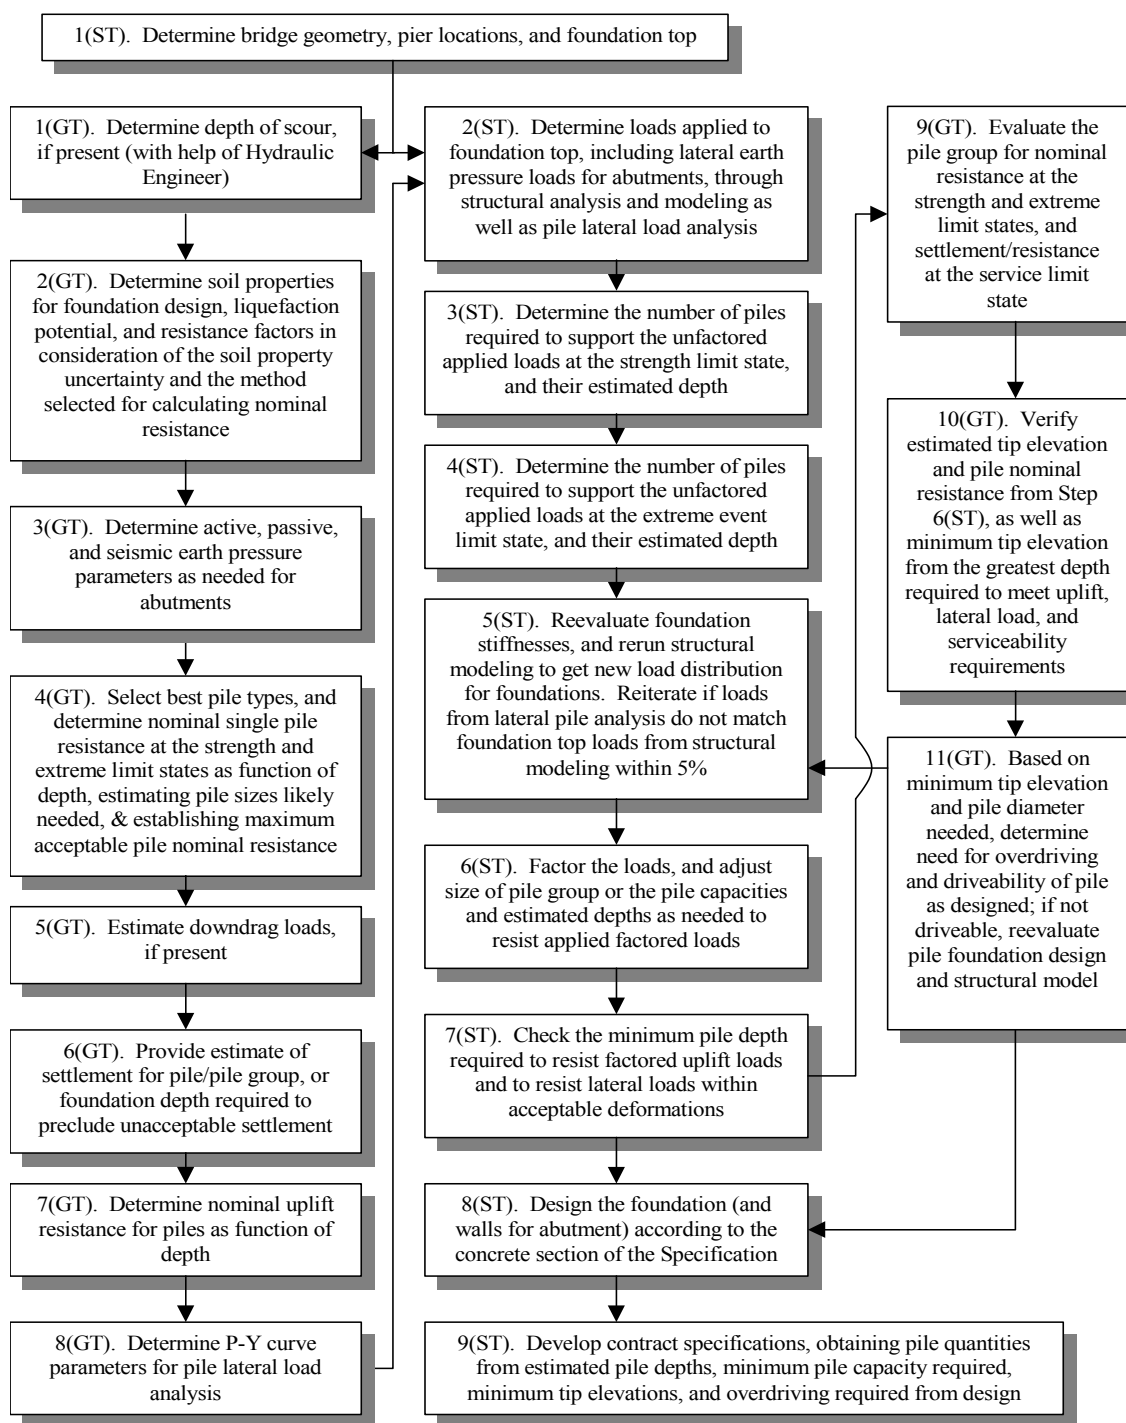 1(ST).  Determine bridge geometry, pier locations, and foundation top
1(GT).  Determine depth of scour,
if present (with help of Hydraulic
Engineer)
2(GT).  Determine soil properties
for foundation design, liquefaction
potential, and resistance factors in
consideration of the soil property
uncertainty and the method
selected for calculating nominal
resistance
3(GT).  Determine active, passive,
and seismic earth pressure
parameters as needed for
abutments
4(GT).  Select best pile types, and
determine nominal single pile
resistance at the strength and
extreme limit states as function of
depth, estimating pile sizes likely
needed, & establishing maximum
acceptable pile nominal resistance
5(GT).  Estimate downdrag loads,
if present
6(GT).  Provide estimate of
settlement for pile/pile group, or
foundation depth required to
preclude unacceptable settlement
7(GT).  Determine nominal uplift
resistance for piles as function of
depth
8(GT).  Determine P-Y curve
parameters for pile lateral load
analysis
2(ST).  Determine loads applied to
foundation top, including lateral earth
pressure loads for abutments, through
structural analysis and modeling as
well as pile lateral load analysis
3(ST).  Determine the number of piles
required to support the unfactored
applied loads at the strength limit state,
and their estimated depth
4(ST).  Determine the number of piles
required to support the unfactored
applied loads at the extreme event
limit state, and their estimated depth
5(ST).  Reevaluate foundation
stiffnesses, and rerun structural
modeling to get new load distribution
for foundations.  Reiterate if loads
from lateral pile analysis do not match
foundation top loads from structural
modeling within 5%
6(ST).  Factor the loads, and adjust
size of pile group or the pile capacities
and estimated depths as needed to
resist applied factored loads
7(ST).  Check the minimum pile depth
required to resist factored uplift loads
and to resist lateral loads within
acceptable deformations
8(ST).  Design the foundation (and
walls for abutment) according to the
concrete section of the Specification
9(ST).  Develop contract specifications, obtaining pile quantities
from estimated pile depths, minimum pile capacity required,
minimum tip elevations, and overdriving required from design
9(GT).  Evaluate the
pile group for nominal
resistance at the
strength and extreme
limit states, and
settlement/resistance
at the service limit
state
10(GT).  Verify
estimated tip elevation
and pile nominal
resistance from Step
6(ST), as well as
minimum tip elevation
from the greatest depth
required to meet uplift,
lateral load, and
serviceability
requirements
11(GT).  Based on
minimum tip elevation
and pile diameter
needed, determine
need for overdriving
and driveability of pile
as designed; if not
driveable, reevaluate
pile foundation design
and structural model